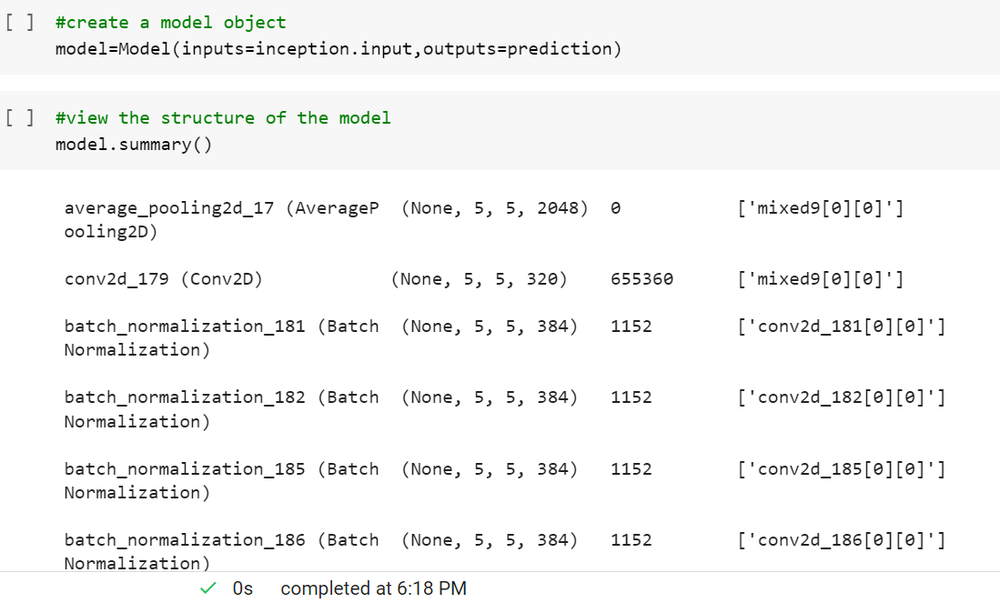 [ ] #create a model object
model=Model(inputs=inception.input,outputs=prediction)
[ ] #view the structure of the model
model.summary()
average_pooling2d_17 (AverageP (None, 5, 5, 2048) 0 ['mixed9[0][0]']
ooling2D)
conv2d_179 (Conv2D) (None, 5, 5, 320) 655360 ['mixed9[0][0]']
batch_normalization_181 (Batch (None, 5, 5, 384) 1152 ['conv2d_181[0][0]']
Normalization)
batch_normalization_182 (Batch (None, 5, 5, 384) 1152 ['conv2d_182[0][0]']
Normalization)
batch_normalization_185 (Batch (None, 5, 5, 384) 1152 ['conv2d_185[0][0]']
Normalization)
batch_normalization_186 (Batch (None, 5, 5, 384) 1152 ['conv2d_186[0][0]']
Normalization)
✓ 0s completed at 6:18 PM